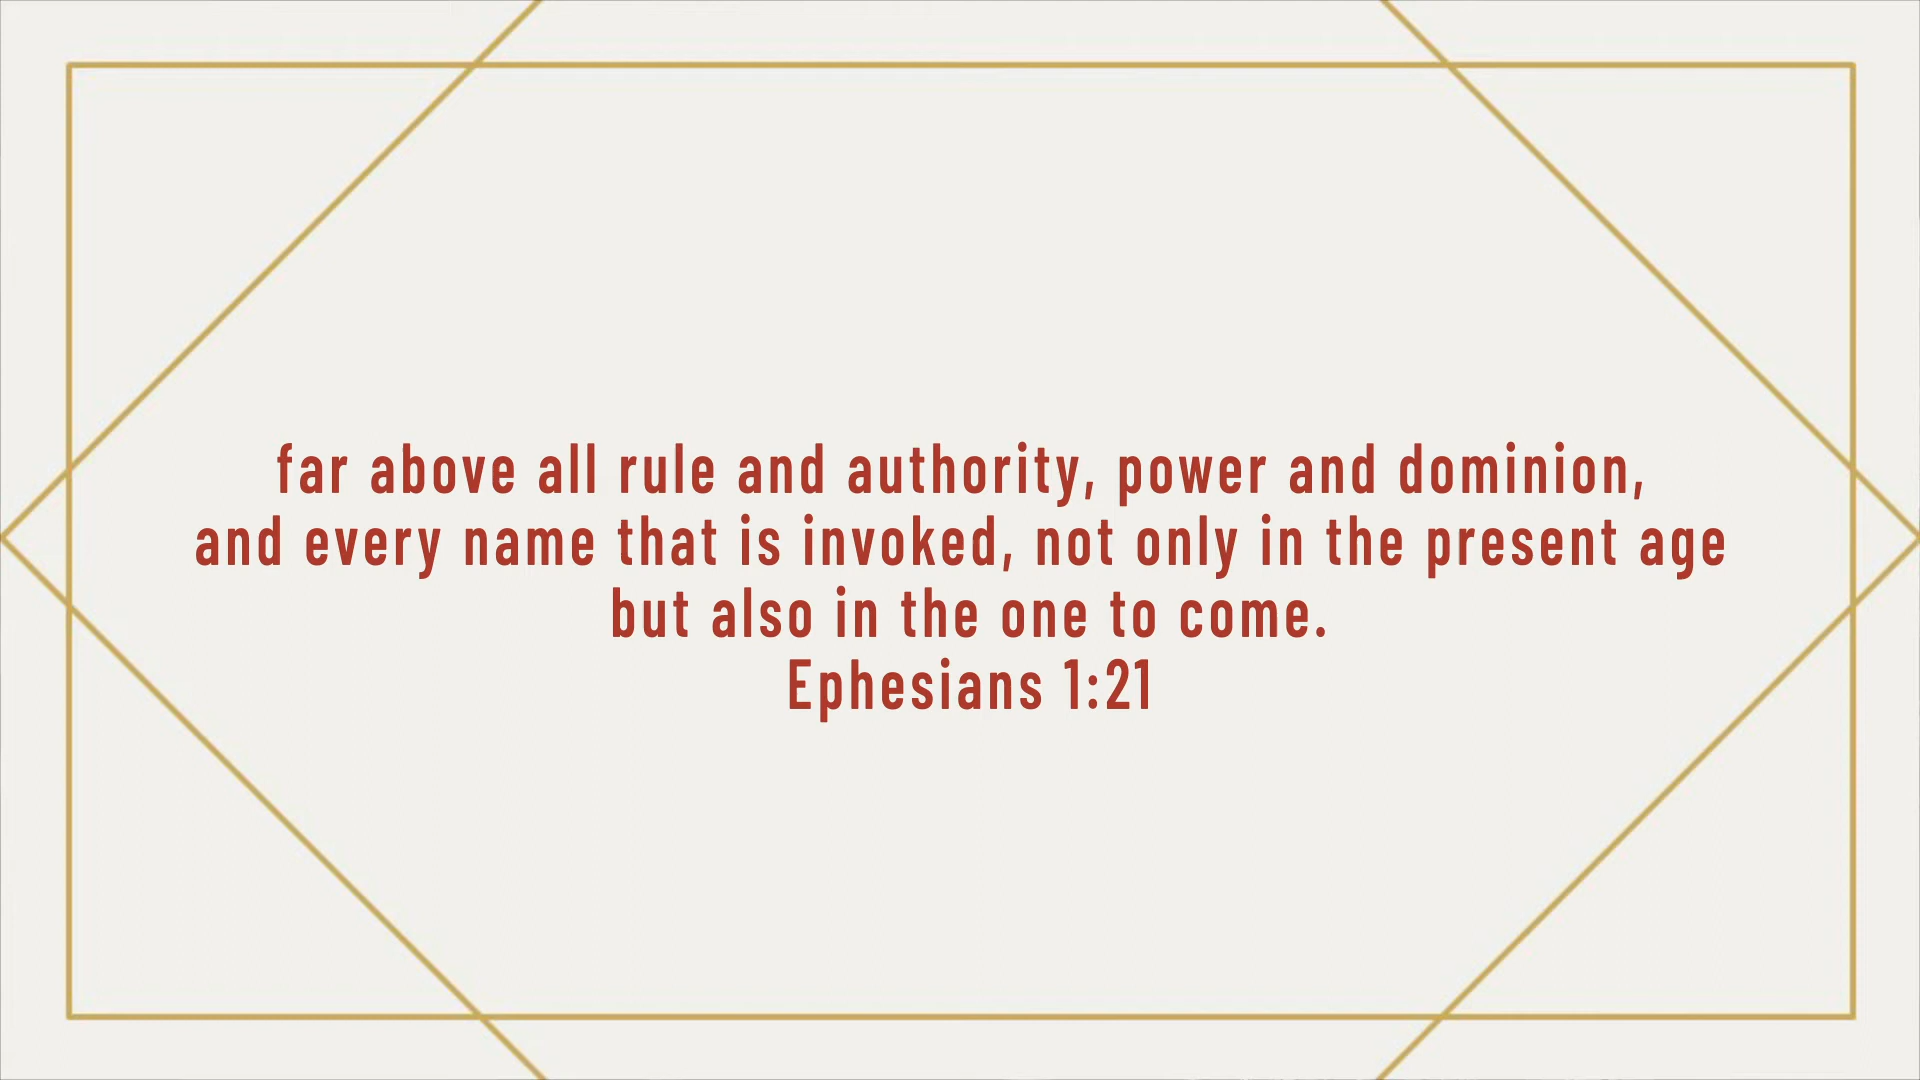 far above all rule and authority, power and dominion,
and every name that is invoked, not only in the present age
but also in the one to come.
Ephesians 1:21